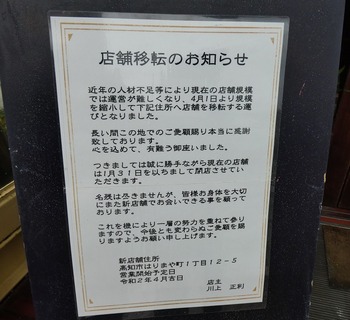 店舗移転のお知らせ
近年の人材不足等により現在の店舗規模
では運営が難しくなり、4月1日より規模
を縮小して下記住所へ店舗を移転する運
びとなりました。
長い間この地でのご愛顧賜り本当に感謝
致しております。
心を込めて、有難う御座いました。
つきましては誠に勝手ながら現在の店舗
は1月31日を以ちまして閉店させてい
ただきます。
名残は尽きませんが、皆様お身体を大切
にまた新店舗でお会いできる事を願って
おります。
これを機により一層の努力を重ねて参り
ますので、今後とも変わらぬご愛顧を賜
りますようお願い申し上げます。
新店舗住所
高知市はりまや町1丁目12-5
営業開始予定日
令和2年4月吉日
店主
川上 正利